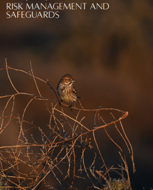 RISK MANAGEMENT AND
SAFEGUARDS